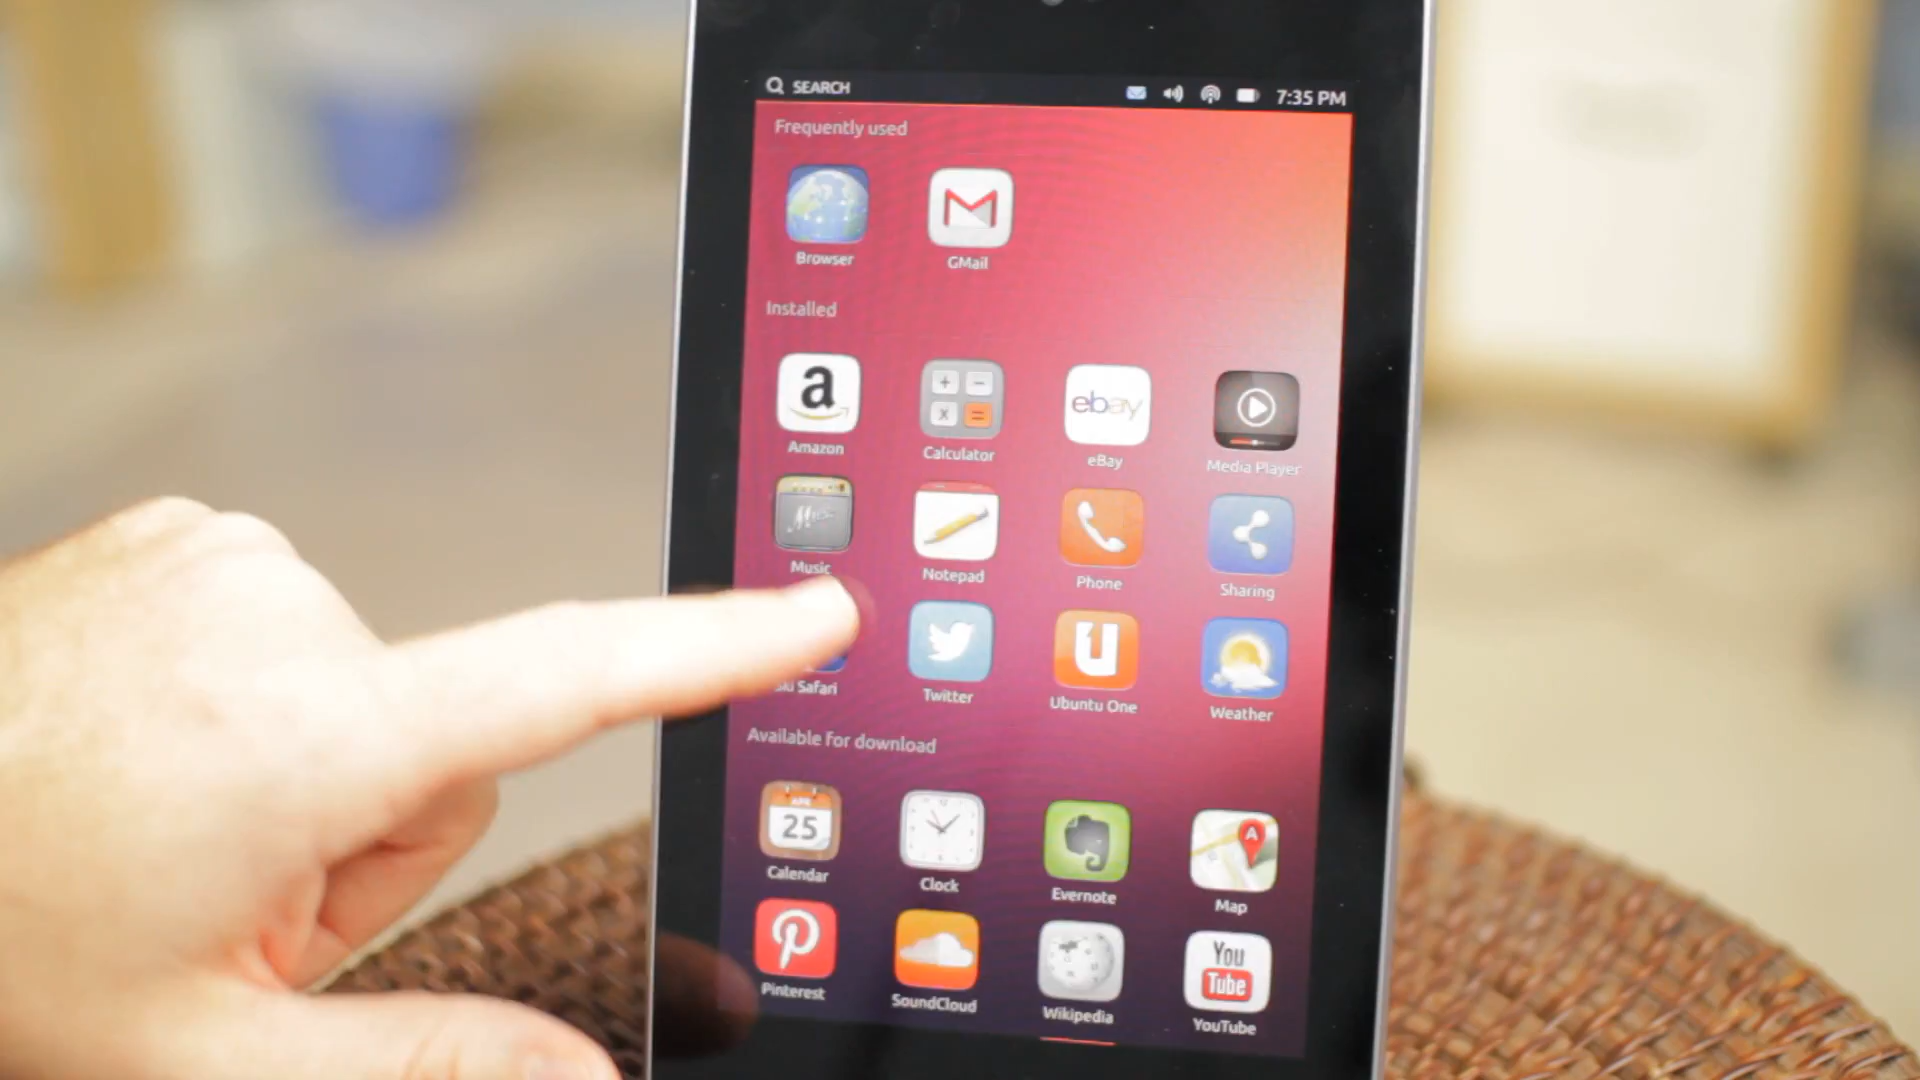 SEARCH 7:35 PM
Frequently used
Browser GMail
Installed
a ebay
Amazon Calculator eBay Media Player
Music
Music Notepad Phone Sharing
Safari Twitter Ubuntu One Weather
Available for download
APR
25 A
Calendar Clock Evernote Map
You
Tube
Pinterest SoundCloud Wikipedia YouTube